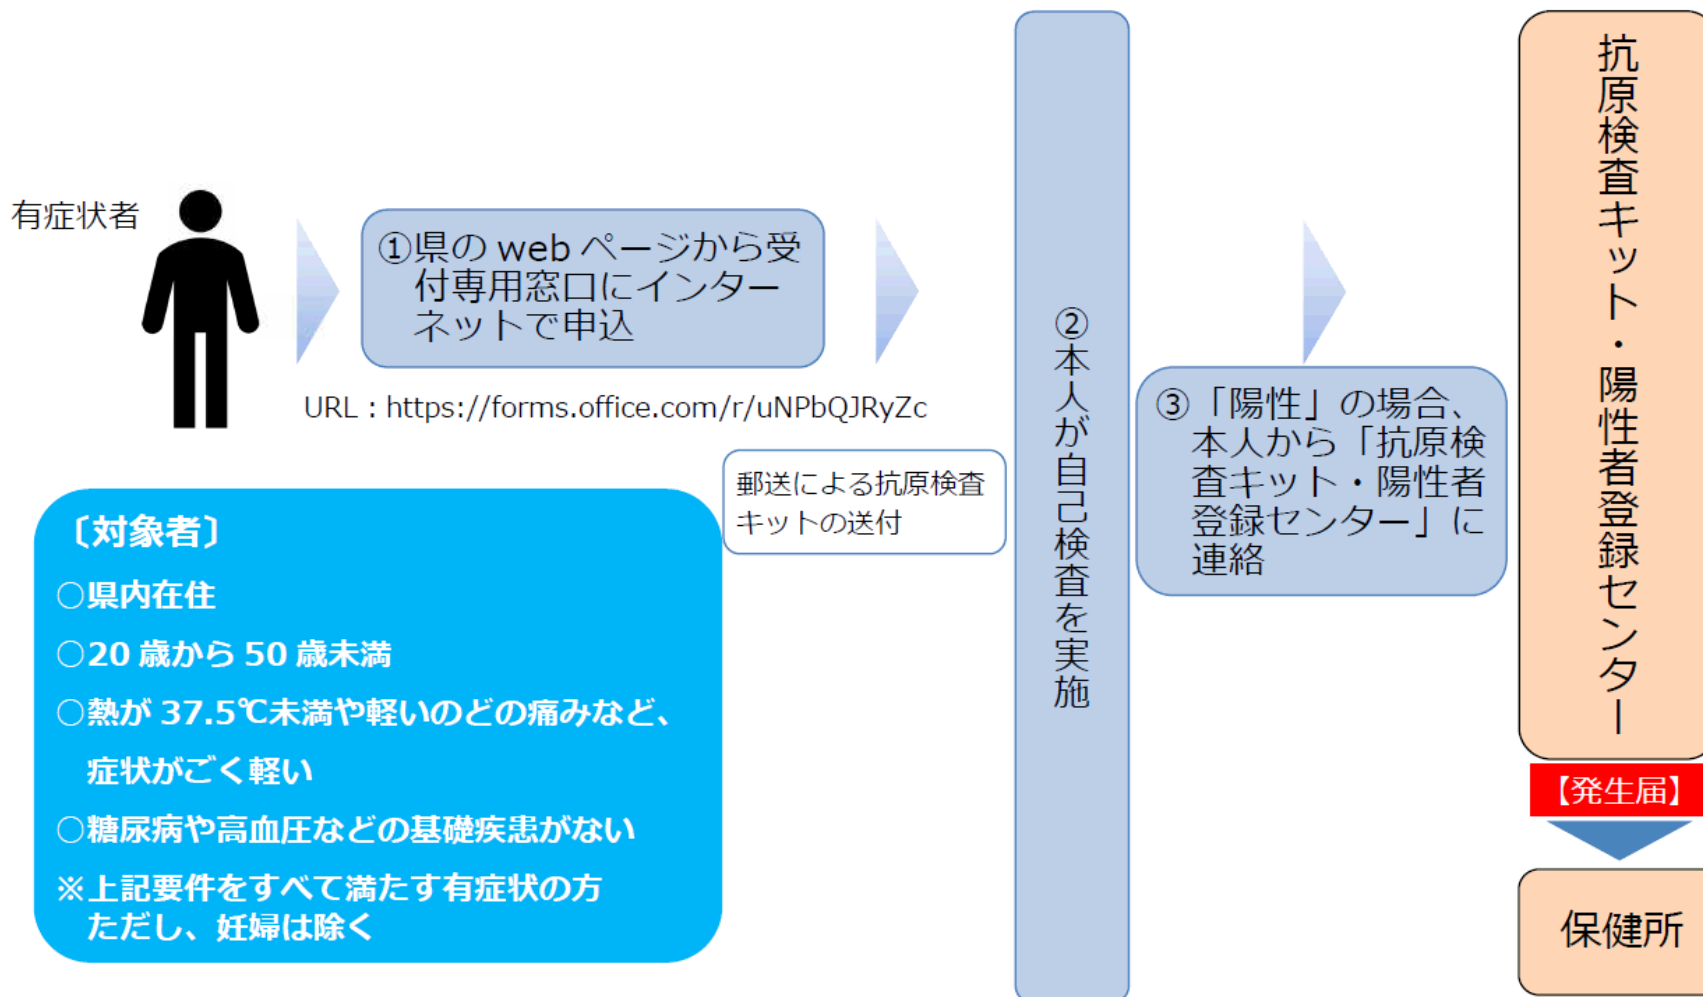 有症状者
①県の web ページから受
付専用窓口にインター
ネットで申込
URL：https://forms.office.com/r/uNPbQJRyZc
郵送による抗原検査
キットの送付
〔対象者〕
○県内在住
○20 歳から 50 歳未満
○熱が 37.5℃未満や軽いのどの痛みなど、
症状がごく軽い
○糖尿病や高血圧などの基礎疾患がない
※上記要件をすべて満たす有症状の方
ただし、妊婦は除く
②本人が自己検査を実施
③「陽性」の場合、
本人から「抗原検
査キット・陽性者
登録センター」に
連絡
抗原検査キット・陽性者登録センター
【発生届】
保健所